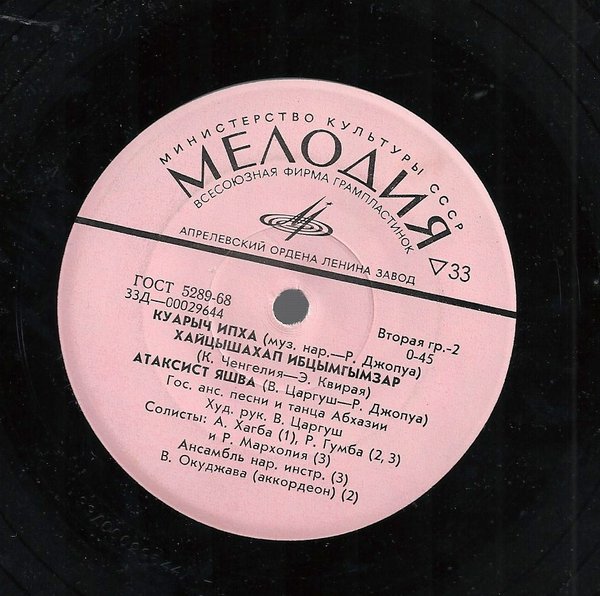 МИНИСТЕРСТВО КУЛЬТУРЫ СССР
МЕЛОДИЯ
ВСЕСОЮЗНАЯ ФИРМА ГРАМПЛАСТИНОК
АПРЕЛЕВСКИЙ ОРДЕНА ЛЕНИНА ЗАВОД
▽33
ГОСТ 5289-68
33Д—00029644
Вторая гр.-2
0-45
КУАРЫЧ ИПХА (муз. нар.—Р. Джопуа)
ХАЙЦЫШАХАП ИБЦЫМГЫМЗАР
(К. Ченгелия—Э. Квирая)
АТАКСИСТ ЯШВА (В. Царгуш—Р. Джопуа)
Гос. анс. песни и танца Абхазии
Худ. рук. В. Царгуш
Солисты: А. Хагба (1), Р. Гумба (2, 3)
и Р. Мархолия (3)
Ансамбль нар. инстр. (3)
В. Окуджава (аккордеон) (2)